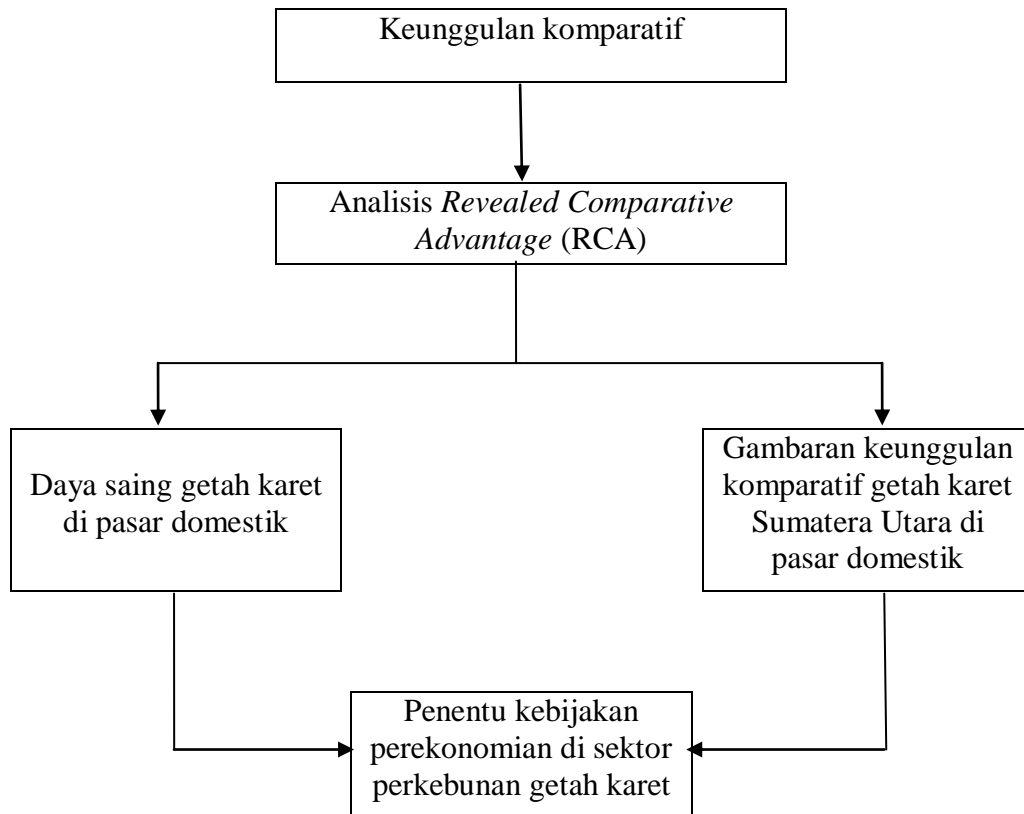 Keunggulan komparatif
Analisis Revealed Comparative
Advantage (RCA)
Daya saing getah karet
di pasar domestik
Gambaran keunggulan
komparatif getah karet
Sumatera Utara di
pasar domestik
Penentu kebijakan
perekonomian di sektor
perkebunan getah karet